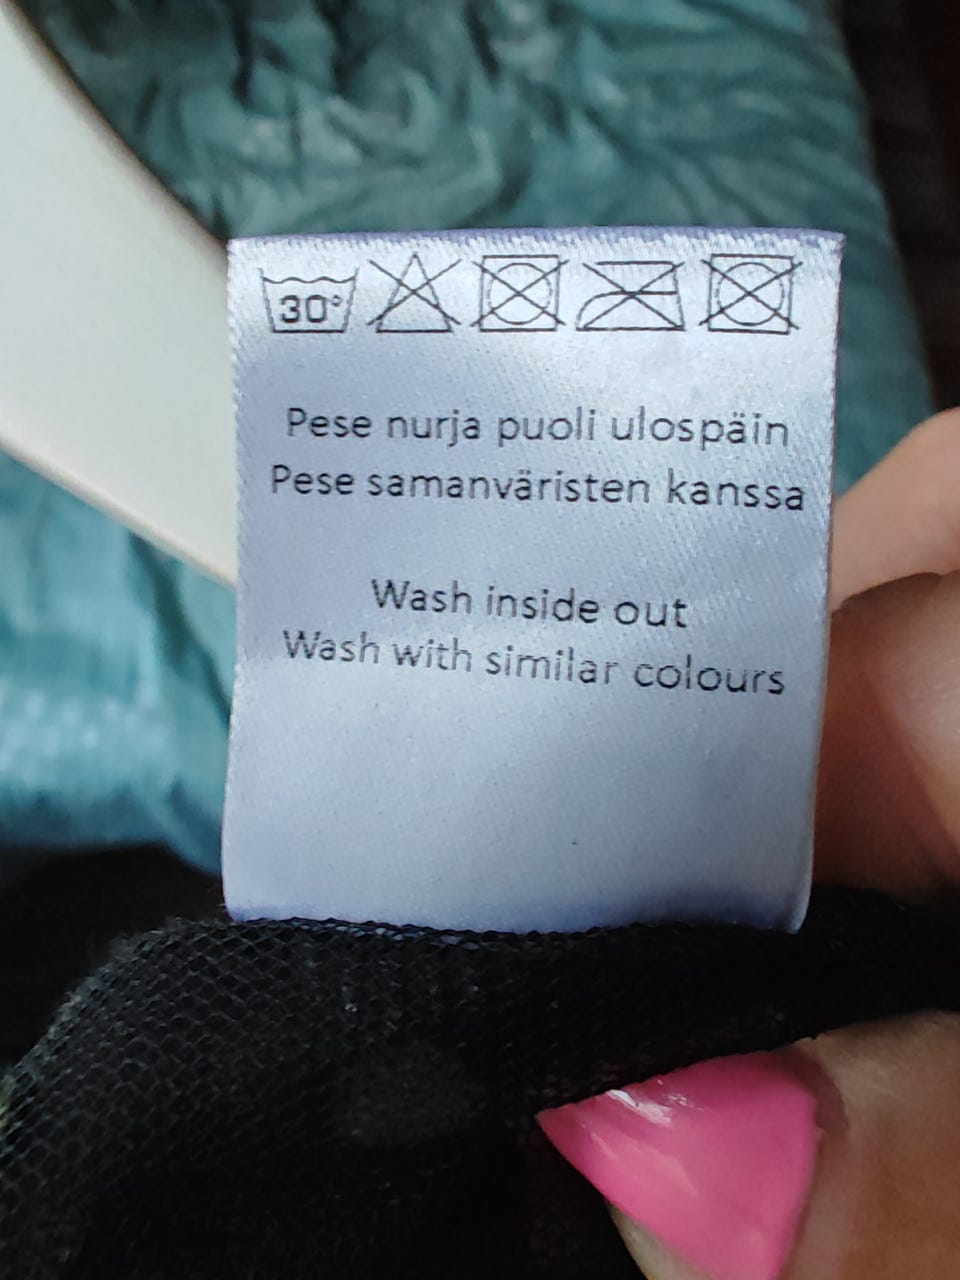 30°
Pese nurja puoli ulospäin
Pese samanväristen kanssa
Wash inside out
Wash with similar colours